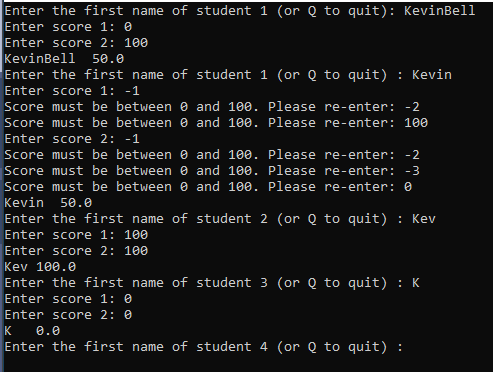 Enter the first name of student 1 (or Q to quit): KevinBell
Enter score 1: 0
Enter score 2: 100
KevinBell  50.0
Enter the first name of student 1 (or Q to quit) : Kevin
Enter score 1: -1
Score must be between 0 and 100. Please re-enter: -2
Score must be between 0 and 100. Please re-enter: 100
Enter score 2: -1
Score must be between 0 and 100. Please re-enter: -2
Score must be between 0 and 100. Please re-enter: -3
Score must be between 0 and 100. Please re-enter: 0
Kevin  50.0
Enter the first name of student 2 (or Q to quit) : Kev
Enter score 1: 100
Enter score 2: 100
Kev 100.0
Enter the first name of student 3 (or Q to quit) : K
Enter score 1: 0
Enter score 2: 0
K   0.0
Enter the first name of student 4 (or Q to quit) :